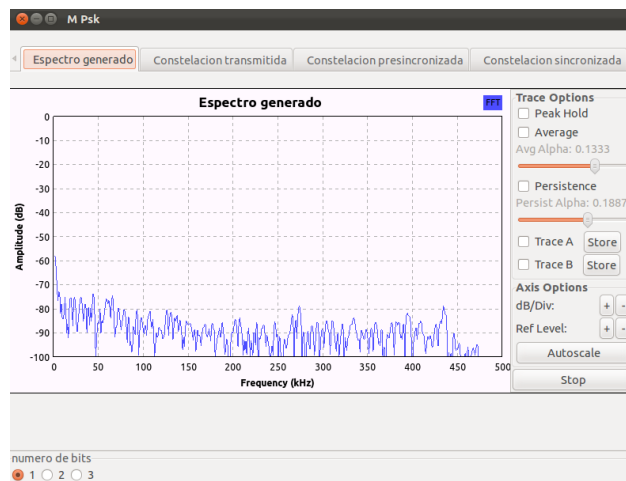 M Psk
Espectro generado Constelacion transmitida Constelacion presincronizada Constelacion sincronizada
Espectro generado
FFT
Amplitude (dB)
0
-10
-20
-30
-40
-50
-60
-70
-80
-90
-100
0 50 100 150 200 250 300 350 400 450 500
Frequency (kHz)
Trace Options
Peak Hold
Average
Avg Alpha: 0.1333
Persistence
Persist Alpha: 0.1887
Trace A Store
Trace B Store
Axis Options
dB/Div: + -
Ref Level: + -
Autoscale
Stop
numero de bits
1 2 3